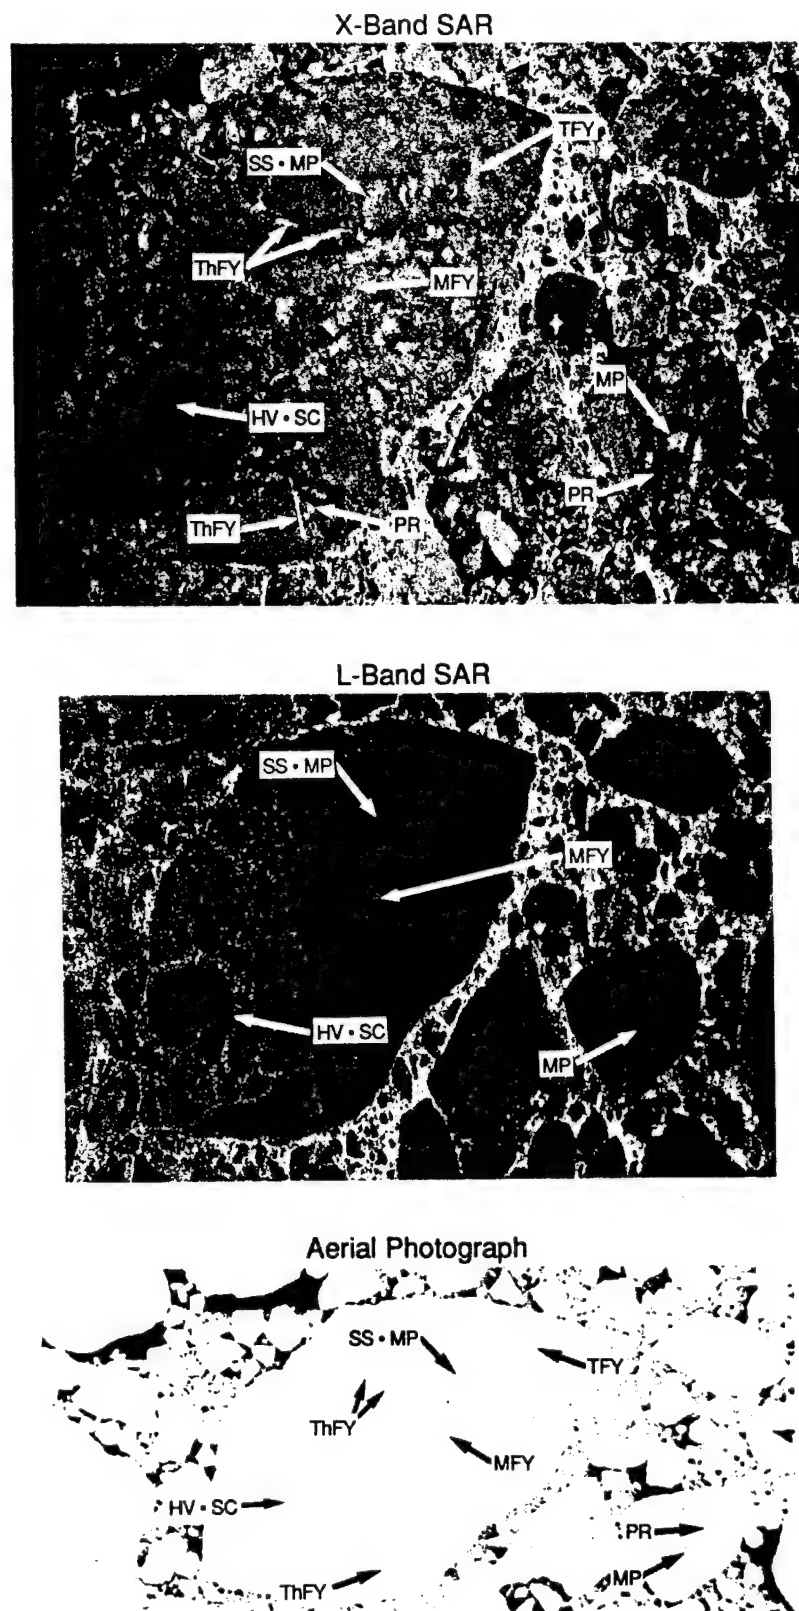 X-Band SAR
TFY
SS • MP
ThFY
MFY
MP
HV • SC
PR
ThFY
PR
L-Band SAR
SS • MP
MFY
HV • SC
MP
Aerial Photograph
SS • MP
TFY
ThFY
MFY
HV • SC
PR
MP
ThFY